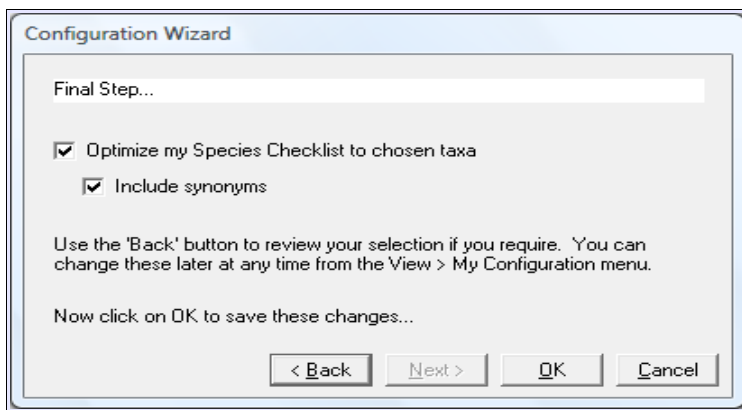 Configuration Wizard
Final Step...
Optimize my Species Checklist to chosen taxa
Include synonyms
Use the 'Back' button to review your selection if you require.  You can
change these later at any time from the View > My Configuration menu.
Now click on OK to save these changes...
< Back
Next >
OK
Cancel